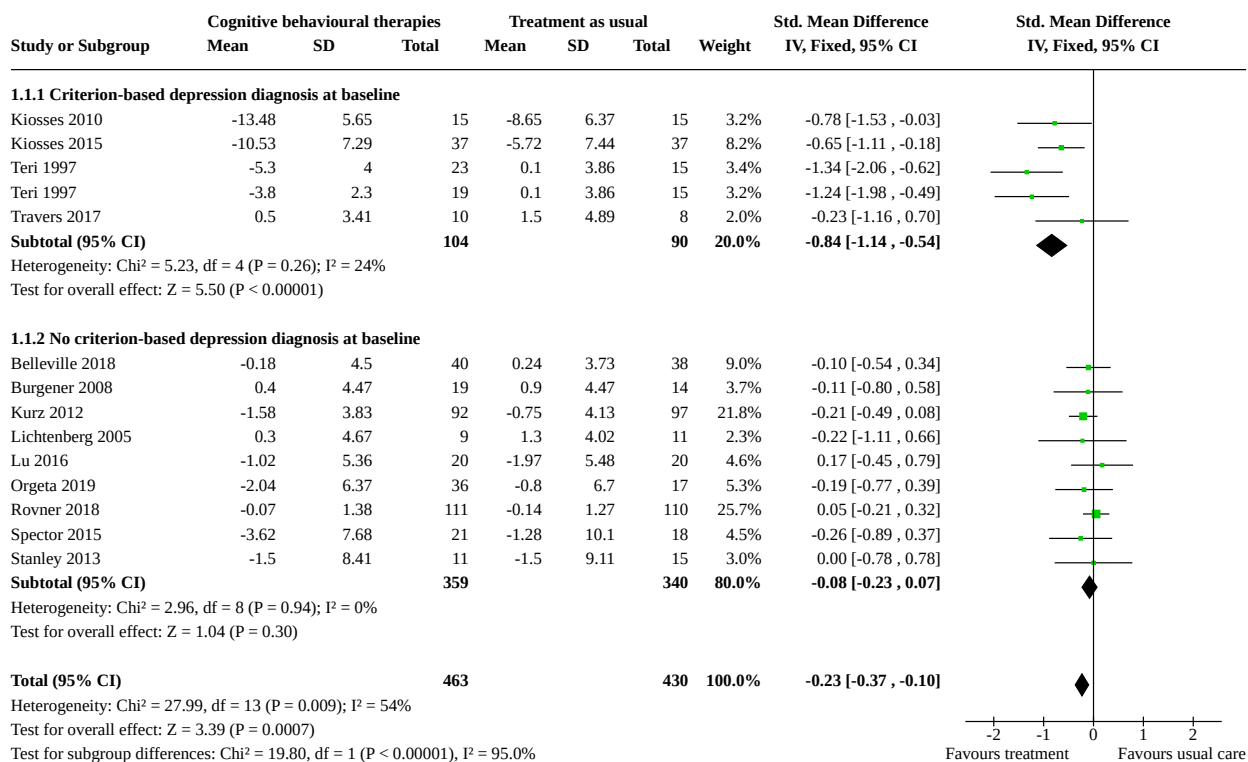 Cognitive behavioural therapies Treatment as usual Std. Mean Difference Std. Mean Difference
Study or Subgroup Mean SD Total Mean SD Total Weight IV, Fixed, 95% CI IV, Fixed, 95% CI
1.1.1 Criterion-based depression diagnosis at baseline
Kiosses 2010 -13.48 5.65 15 -8.65 6.37 15 3.2% -0.78 [-1.53 , -0.03]
Kiosses 2015 -10.53 7.29 37 -5.72 7.44 37 8.2% -0.65 [-1.11 , -0.18]
Teri 1997 -5.3 4 23 0.1 3.86 15 3.4% -1.34 [-2.06 , -0.62]
Teri 1997 -3.8 2.3 19 0.1 3.86 15 3.2% -1.24 [-1.98 , -0.49]
Travers 2017 0.5 3.41 10 1.5 4.89 8 2.0% -0.23 [-1.16 , 0.70]
Subtotal (95% CI) 104 90 20.0% -0.84 [-1.14 , -0.54]
Heterogeneity: Chi² = 5.23, df = 4 (P = 0.26); I² = 24%
Test for overall effect: Z = 5.50 (P < 0.00001)
1.1.2 No criterion-based depression diagnosis at baseline
Belleville 2018 -0.18 4.5 40 0.24 3.73 38 9.0% -0.10 [-0.54 , 0.34]
Burgener 2008 0.4 4.47 19 0.9 4.47 14 3.7% -0.11 [-0.80 , 0.58]
Kurz 2012 -1.58 3.83 92 -0.75 4.13 97 21.8% -0.21 [-0.49 , 0.08]
Lichtenberg 2005 0.3 4.67 9 1.3 4.02 11 2.3% -0.22 [-1.11 , 0.66]
Lu 2016 -1.02 5.36 20 -1.97 5.48 20 4.6% 0.17 [-0.45 , 0.79]
Orgeta 2019 -2.04 6.37 36 -0.8 6.7 17 5.3% -0.19 [-0.77 , 0.39]
Rovner 2018 -0.07 1.38 111 -0.14 1.27 110 25.7% 0.05 [-0.21 , 0.32]
Spector 2015 -3.62 7.68 21 -1.28 10.1 18 4.5% -0.26 [-0.89 , 0.37]
Stanley 2013 -1.5 8.41 11 -1.5 9.11 15 3.0% 0.00 [-0.78 , 0.78]
Subtotal (95% CI) 359 340 80.0% -0.08 [-0.23 , 0.07]
Heterogeneity: Chi² = 2.96, df = 8 (P = 0.94); I² = 0%
Test for overall effect: Z = 1.04 (P = 0.30)
Total (95% CI) 463 430 100.0% -0.23 [-0.37 , -0.10]
Heterogeneity: Chi² = 27.99, df = 13 (P = 0.009); I² = 54%
Test for overall effect: Z = 3.39 (P = 0.0007)
-2 -1 0 1 2
Test for subgroup differences: Chi² = 19.80, df = 1 (P < 0.00001), I² = 95.0% Favours treatment Favours usual care